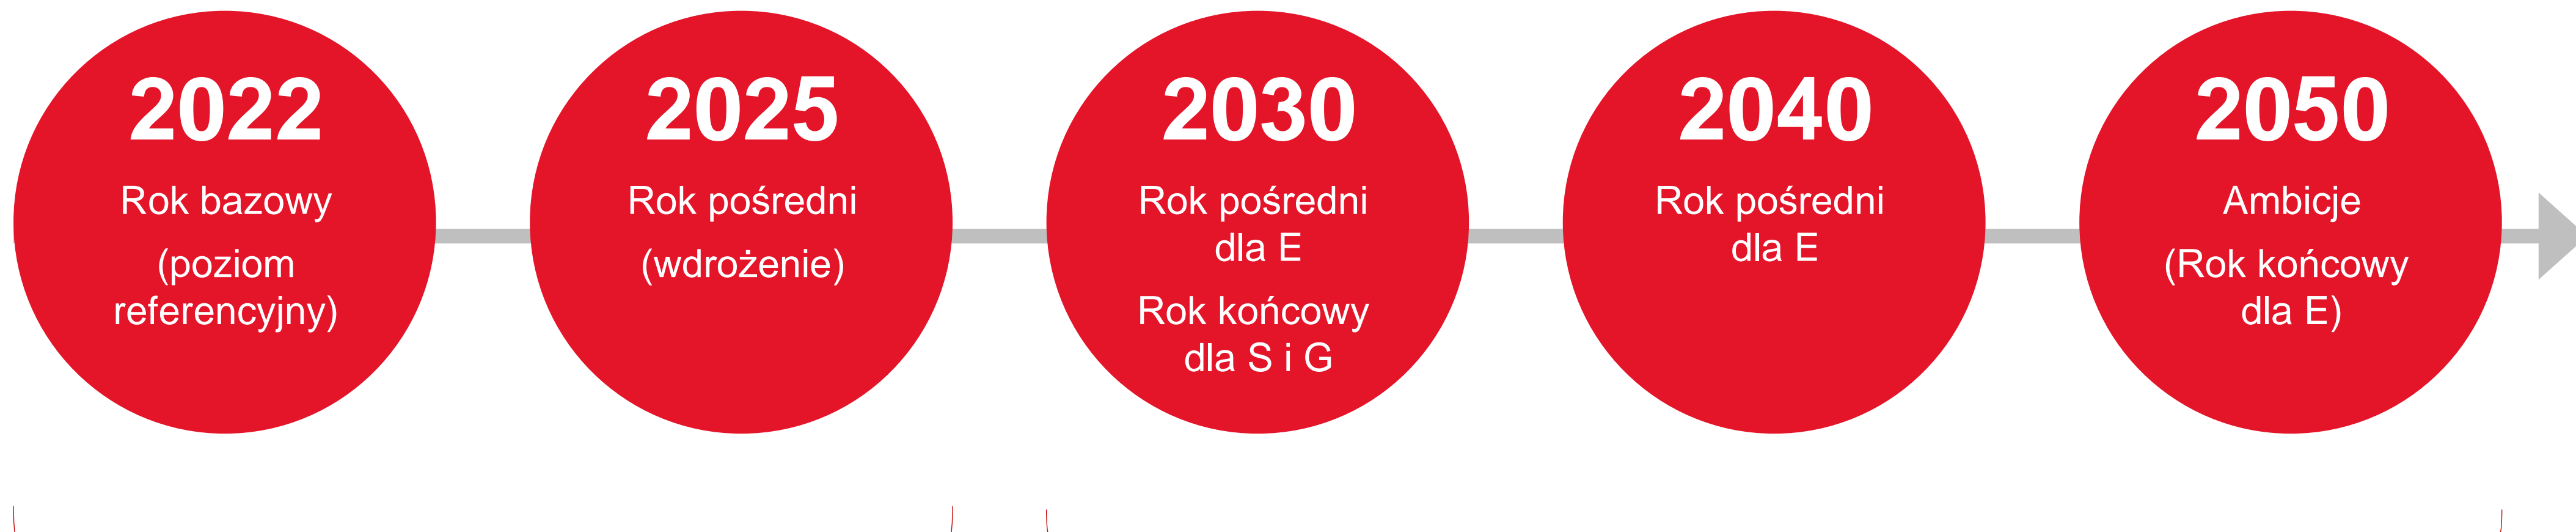 2022
Rok bazowy
(poziom
referencyjny)
2025
Rok pośredni
(wdrożenie)
2030
Rok pośredni
dla E
Rok końcowy
dla S i G
2040
Rok pośredni
dla E
2050
Ambicje
(Rok końcowy
dla E)